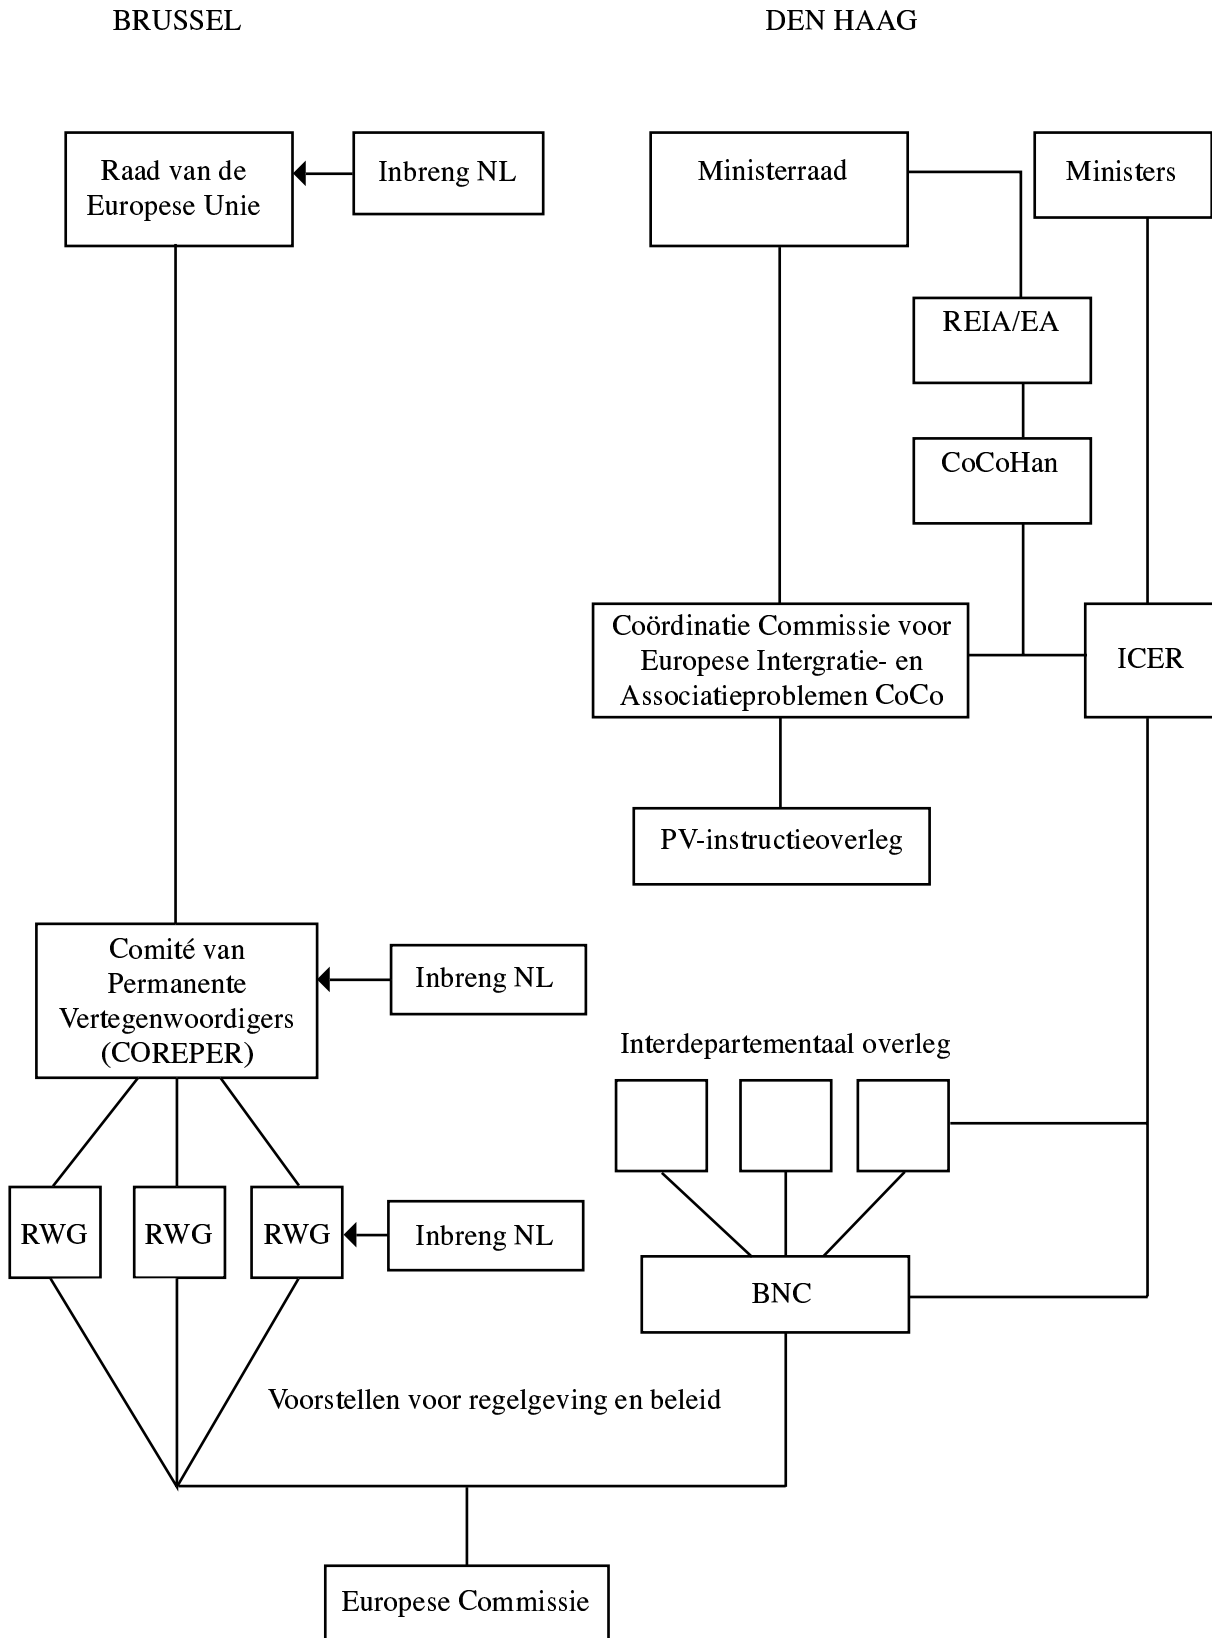 BRUSSEL
DEN HAAG
Raad van de
Europese Unie
Inbreng NL
Ministerraad
Ministers
REIA/EA
CoCoHan
Coördinatie Commissie voor
Europese Intergratie- en
Associatieproblemen CoCo
ICER
PV-instructieoverleg
Comité van
Permanente
Vertegenwoordigers
(COREPER)
Inbreng NL
Interdepartementaal overleg
RWG
RWG
RWG
Inbreng NL
BNC
Voorstellen voor regelgeving en beleid
Europese Commissie